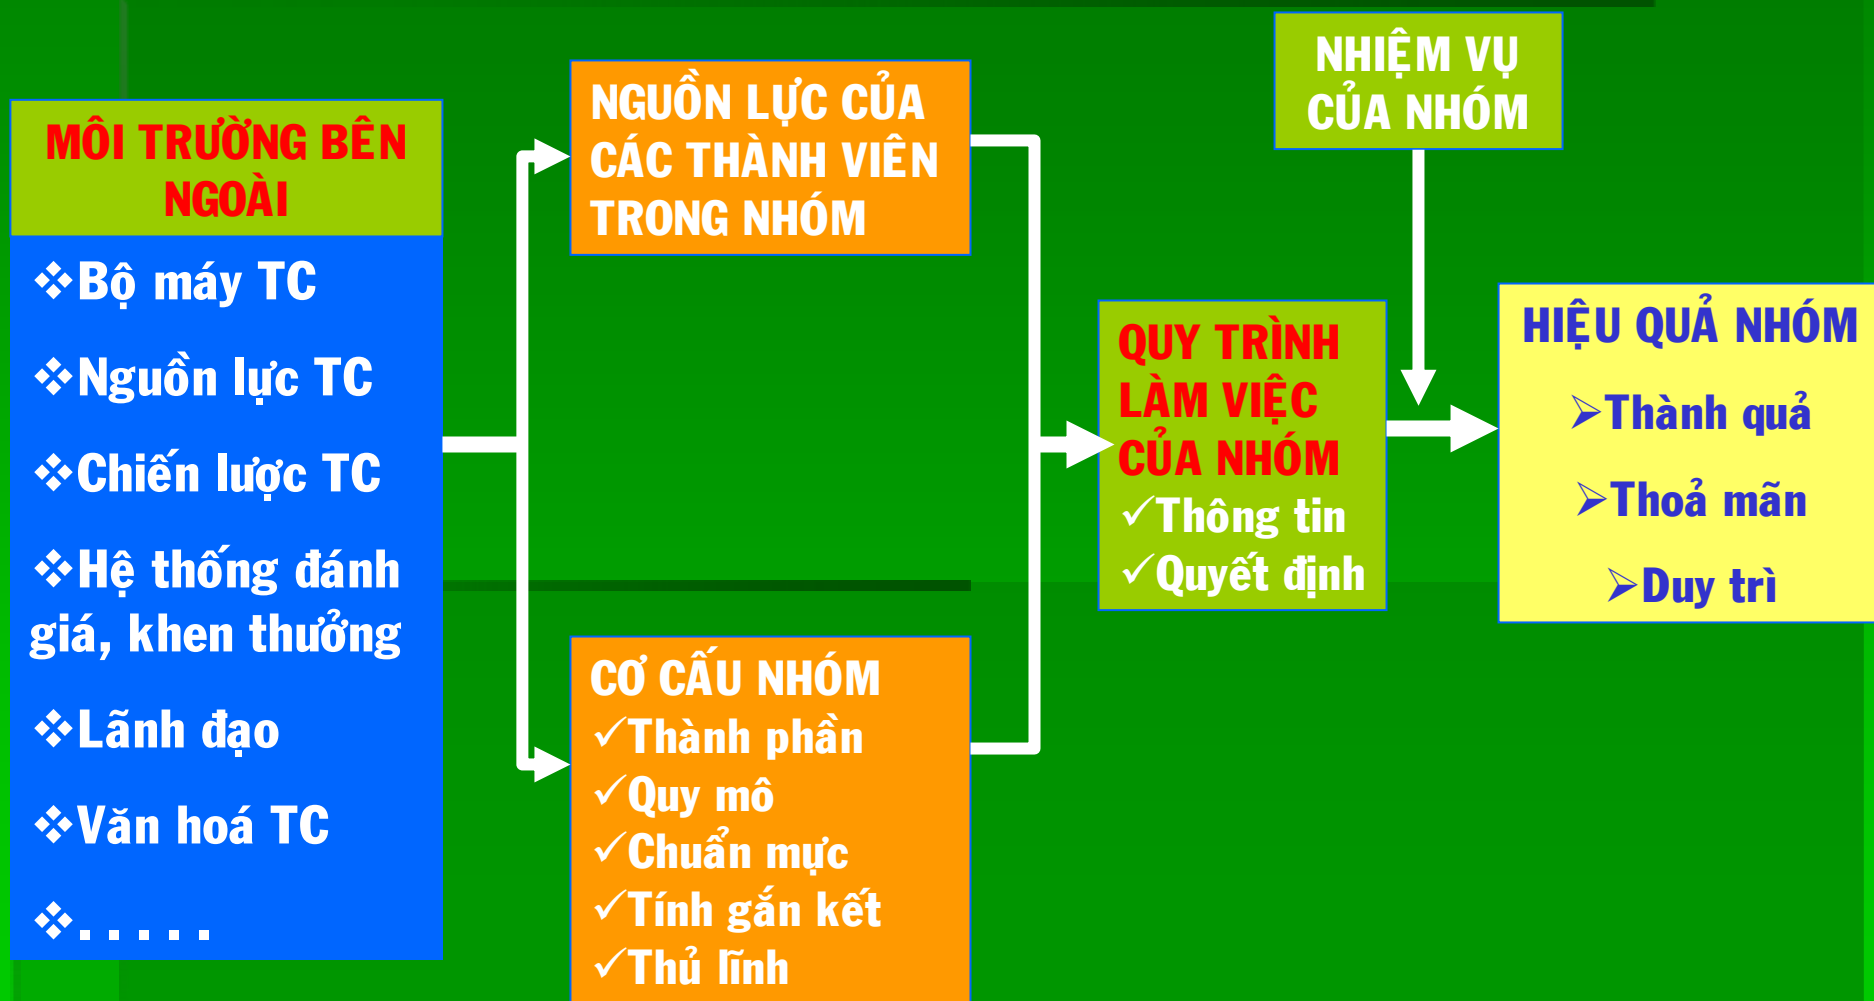 MÔI TRƯỜNG BÊN
NGOÀI
❖Bộ máy TC
❖Nguồn lực TC
❖Chiến lược TC
❖Hệ thống đánh
giá, khen thưởng
❖Lãnh đạo
❖Văn hoá TC
❖. . . . .
NGUỒN LỰC CỦA
CÁC THÀNH VIÊN
TRONG NHÓM
CƠ CẤU NHÓM
✓Thành phần
✓Quy mô
✓Chuẩn mực
✓Tính gắn kết
✓Thủ lĩnh
QUY TRÌNH
LÀM VIỆC
CỦA NHÓM
✓Thông tin
✓Quyết định
NHIỆM VỤ
CỦA NHÓM
HIỆU QUẢ NHÓM
➢Thành quả
➢Thoả mãn
➢Duy trì